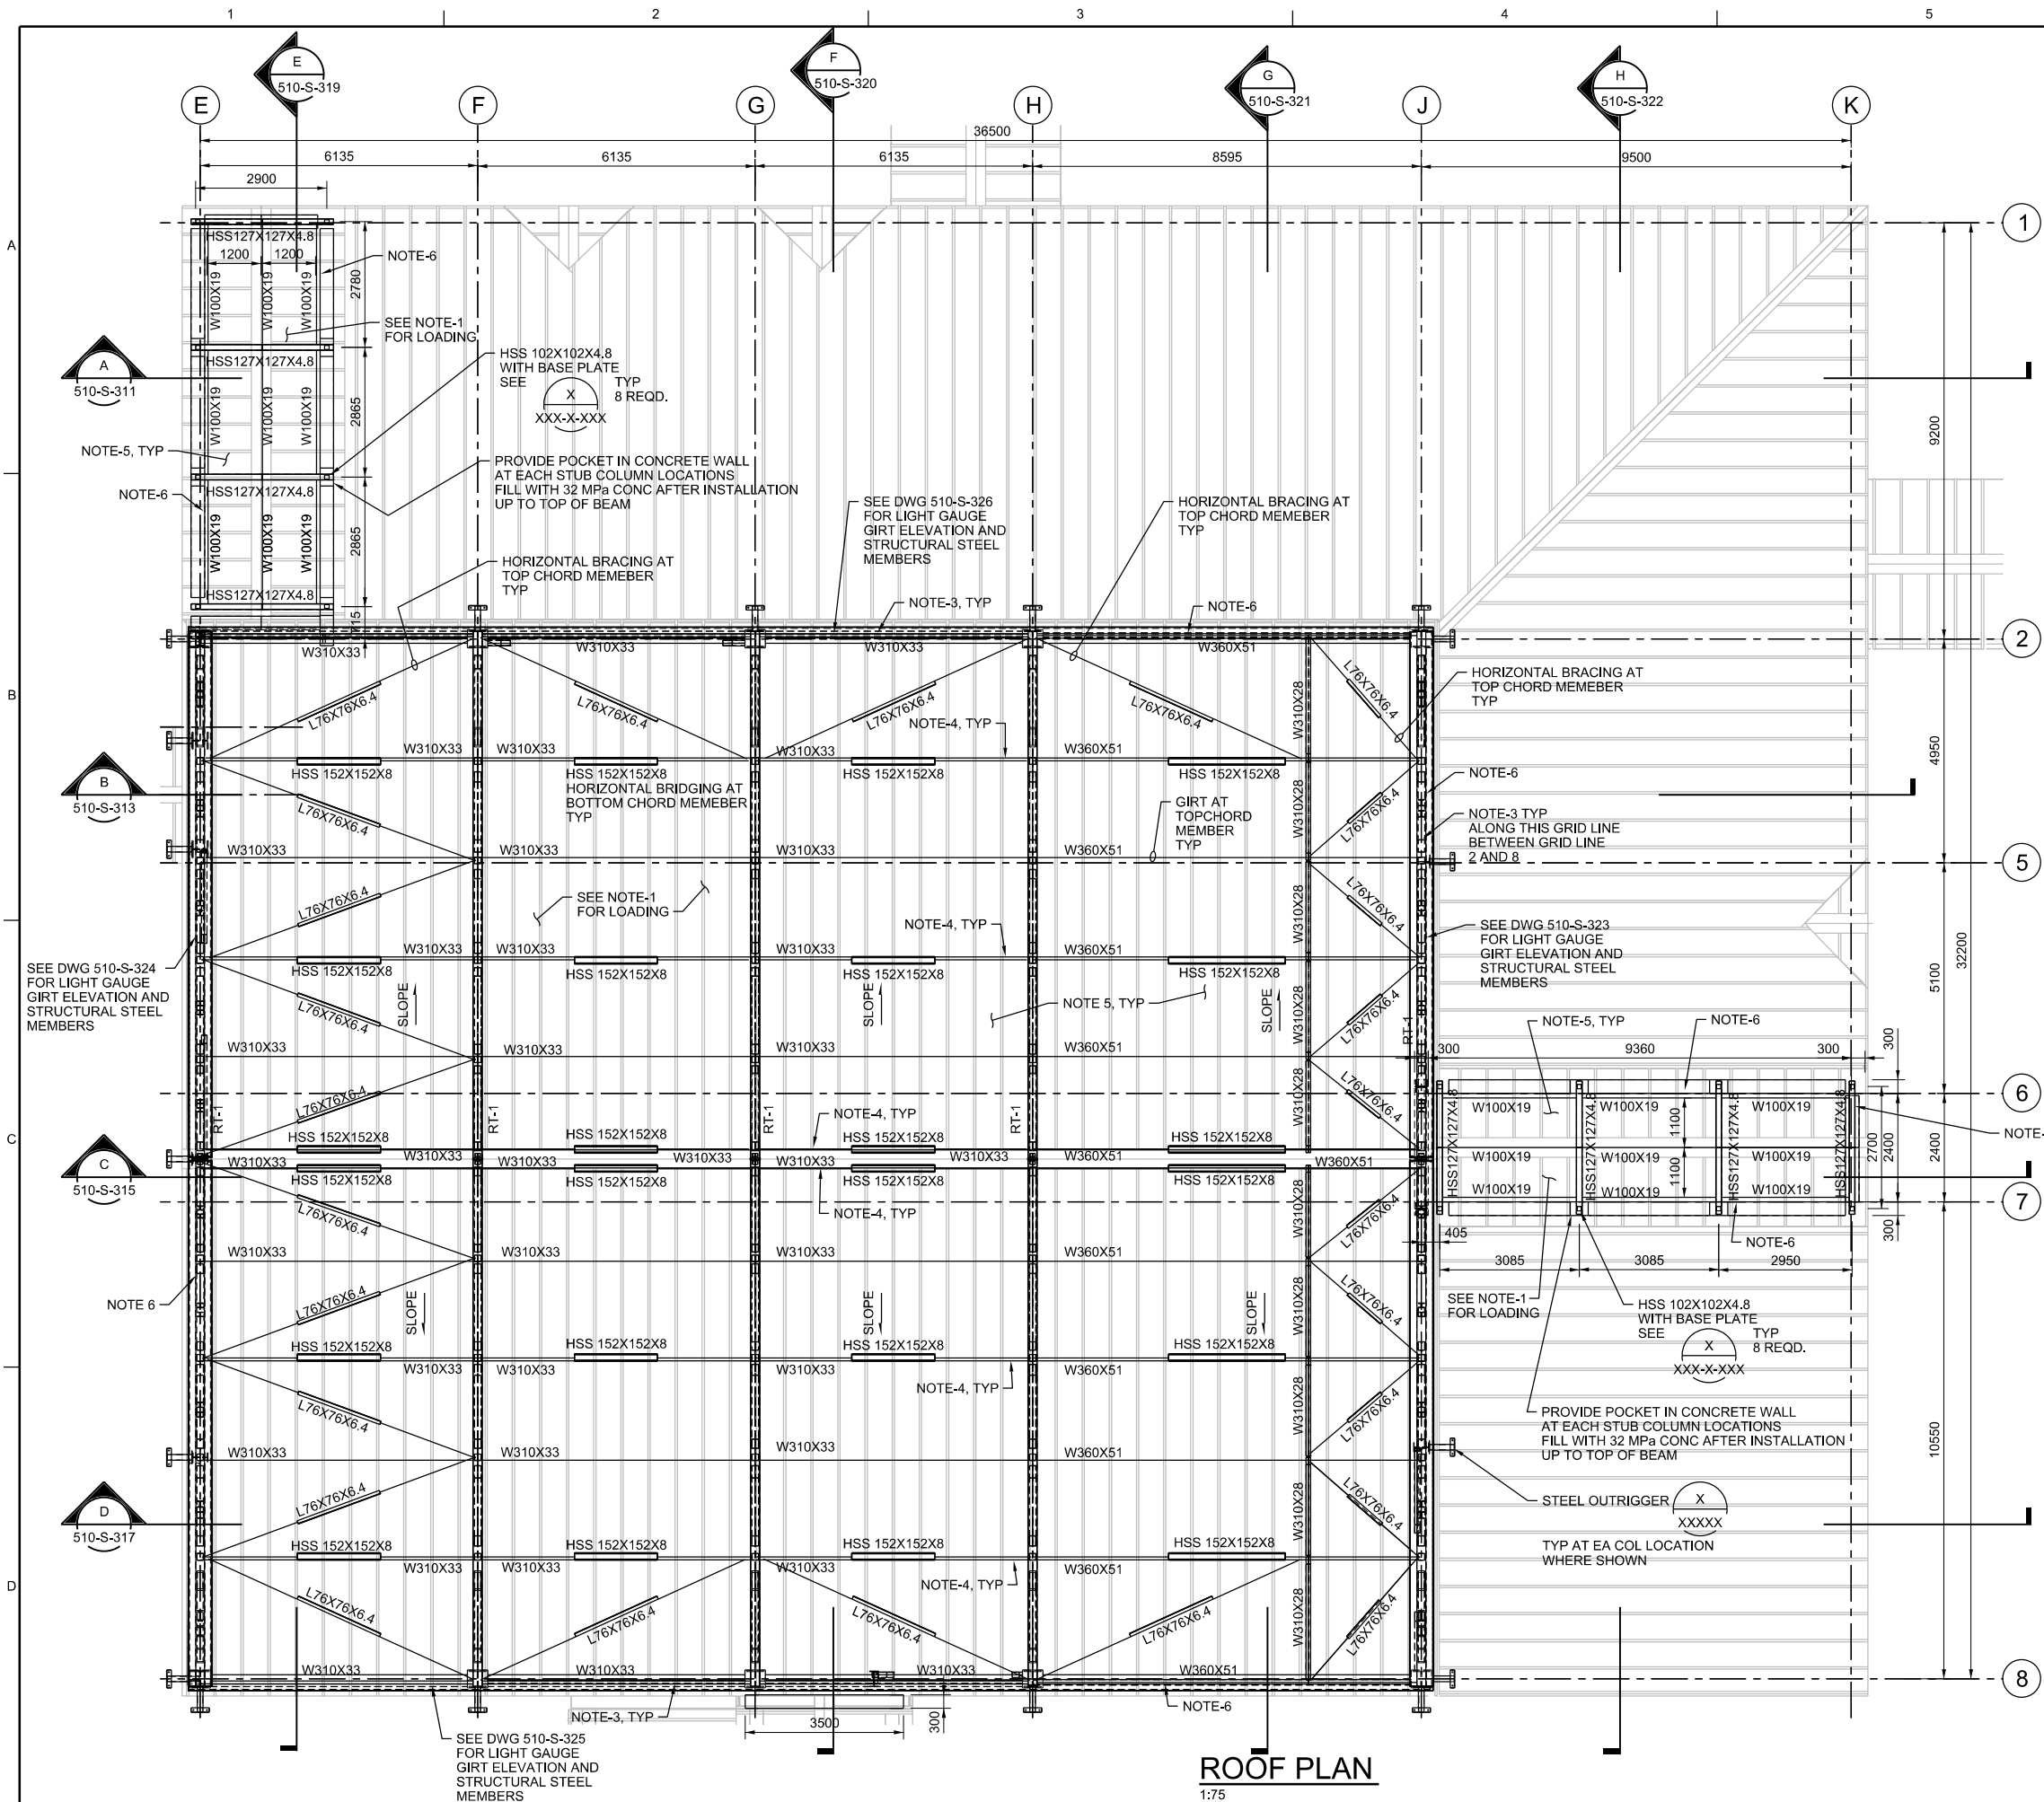 1
2
3
4
5
E
510-S-319
F
510-S-320
G
510-S-321
H
510-S-322
E
F
G
H
J
K
36500
6135
6135
6135
8595
9500
2900
1
A
HSS127X127X4.8
1200
1200
NOTE-6
2780
W100X19
W100X19
W100X19
SEE NOTE-1
FOR LOADING
HSS127X127X4.8
A
510-S-311
HSS 102X102X4.8
WITH BASE PLATE
SEE
X
XXX-X-XXX
TYP
8 REQD.
2865
W100X19
W100X19
W100X19
9200
NOTE-5, TYP
PROVIDE POCKET IN CONCRETE WALL
AT EACH STUB COLUMN LOCATIONS
FILL WITH 32 MPa CONC AFTER INSTALLATION
UP TO TOP OF BEAM
NOTE-6
HSS127X127X4.8
2865
W100X19
W100X19
W100X19
SEE DWG 510-S-326
FOR LIGHT GAUGE
GIRT ELEVATION AND
STRUCTURAL STEEL
MEMBERS
HORIZONTAL BRACING AT
TOP CHORD MEMEBER
TYP
HORIZONTAL BRACING AT
TOP CHORD MEMEBER
TYP
HSS127X127X4.8
715
NOTE-3, TYP
NOTE-6
2
W310X33
W310X33
W310X33
W360X51
B
L76X76X6.4
L76X76X6.4
L76X76X6.4
L76X76X6.4
W310X28
L76X76X6.4
HORIZONTAL BRACING AT
TOP CHORD MEMEBER
TYP
NOTE-4, TYP
4950
W310X33
W310X33
W310X33
W360X51
HSS 152X152X8
HSS 152X152X8
HSS 152X152X8
HSS 152X152X8
HORIZONTAL BRIDGING AT
BOTTOM CHORD MEMEBER
TYP
B
510-S-313
NOTE-6
L76X76X6.4
GIRT AT
TOPCHORD
MEMBER
TYP
W310X28
L76X76X6.4
NOTE-3 TYP
ALONG THIS GRID LINE
BETWEEN GRID LINE
2 AND 8
W310X33
W310X33
W310X33
W360X51
5
L76X76X6.4
SEE NOTE-1
FOR LOADING
W310X28
L76X76X6.4
NOTE-4, TYP
SEE DWG 510-S-323
FOR LIGHT GAUGE
GIRT ELEVATION AND
STRUCTURAL STEEL
MEMBERS
32200
W310X33
W310X33
W310X33
W360X51
HSS 152X152X8
HSS 152X152X8
HSS 152X152X8
HSS 152X152X8
SEE DWG 510-S-324
FOR LIGHT GAUGE
GIRT ELEVATION AND
STRUCTURAL STEEL
MEMBERS
5100
L76X76X6.4
SLOPE
SLOPE
NOTE 5, TYP
SLOPE
W310X28
L76X76X6.4
RT-1
NOTE-5, TYP
NOTE-6
W310X33
W310X33
W310X33
W360X51
300
9360
300
300
6
C
RT-1
L76X76X6.4
RT-1
RT-1
NOTE-4, TYP
RT-1
W310X28
L76X76X6.4
HSS127X127X4.8
W100X19
HSS127X127X4.8
W100X19
HSS127X127X4.8
W100X19
HSS127X127X4.8
1100
1100
2700
2400
2400
NOTE-
HSS 152X152X8
HSS 152X152X8
HSS 152X152X8
HSS 152X152X8
W310X33
W310X33
W310X33
W310X33
W310X33
W310X33
W360X51
W360X51
W100X19
W100X19
W100X19
C
510-S-315
HSS 152X152X8
HSS 152X152X8
HSS 152X152X8
HSS 152X152X8
W100X19
W100X19
W100X19
7
L76X76X6.4
NOTE-4, TYP
W310X28
L76X76X6.4
405
NOTE-6
300
W310X33
W310X33
W310X33
W360X51
3085
3085
2950
NOTE 6
L76X76X6.4
SLOPE
SLOPE
SLOPE
W310X28
L76X76X6.4
SEE NOTE-1
FOR LOADING
HSS 102X102X4.8
WITH BASE PLATE
SEE
X
XXX-X-XXX
TYP
8 REQD.
HSS 152X152X8
HSS 152X152X8
HSS 152X152X8
HSS 152X152X8
W310X33
W310X33
W310X33
W360X51
NOTE-4, TYP
L76X76X6.4
W310X28
L76X76X6.4
PROVIDE POCKET IN CONCRETE WALL
AT EACH STUB COLUMN LOCATIONS
FILL WITH 32 MPa CONC AFTER INSTALLATION
UP TO TOP OF BEAM
10550
W310X33
W310X33
W310X33
W360X51
D
510-S-317
L76X76X6.4
W310X28
L76X76X6.4
STEEL OUTRIGGER
X
XXXXX
TYP AT EA COL LOCATION
WHERE SHOWN
HSS 152X152X8
HSS 152X152X8
HSS 152X152X8
HSS 152X152X8
W310X33
W310X33
W310X33
W360X51
D
NOTE-4, TYP
L76X76X6.4
L76X76X6.4
L76X76X6.4
L76X76X6.4
W310X28
L76X76X6.4
W310X33
W310X33
W310X33
W360X51
8
NOTE-3, TYP
3500
300
NOTE-6
SEE DWG 510-S-325
FOR LIGHT GAUGE
GIRT ELEVATION AND
STRUCTURAL STEEL
MEMBERS
ROOF PLAN
1:75